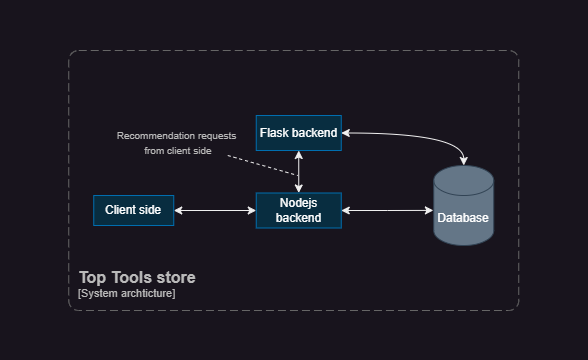 Flask backend
Recommendation requests
from client side
Client side
Nodejs
backend
Database
Top Tools store
[System archticture]